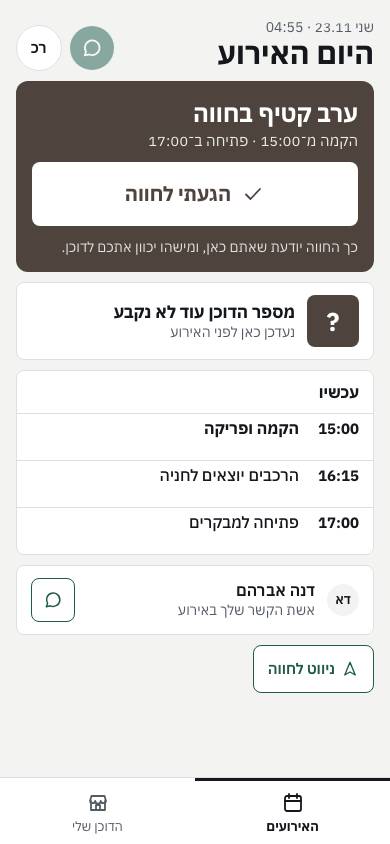 שני 23.11 · 04:55
היום האירוע
רכ
ערב קטיף בחווה
הקמה מ־15:00 · פתיחה ב־17:00
הגעתי לחווה
כך החווה יודעת שאתם כאן, ומישהו יכוון אתכם לדוכן.
?
מספר הדוכן עוד לא נקבע
נעדכן כאן לפני האירוע
עכשיו
15:00 הקמה ופריקה
16:15 הרכבים יוצאים לחניה
17:00 פתיחה למבקרים
דא
דנה אברהם
אשת הקשר שלך באירוע
ניווט לחווה
האירועים
הדוכן שלי